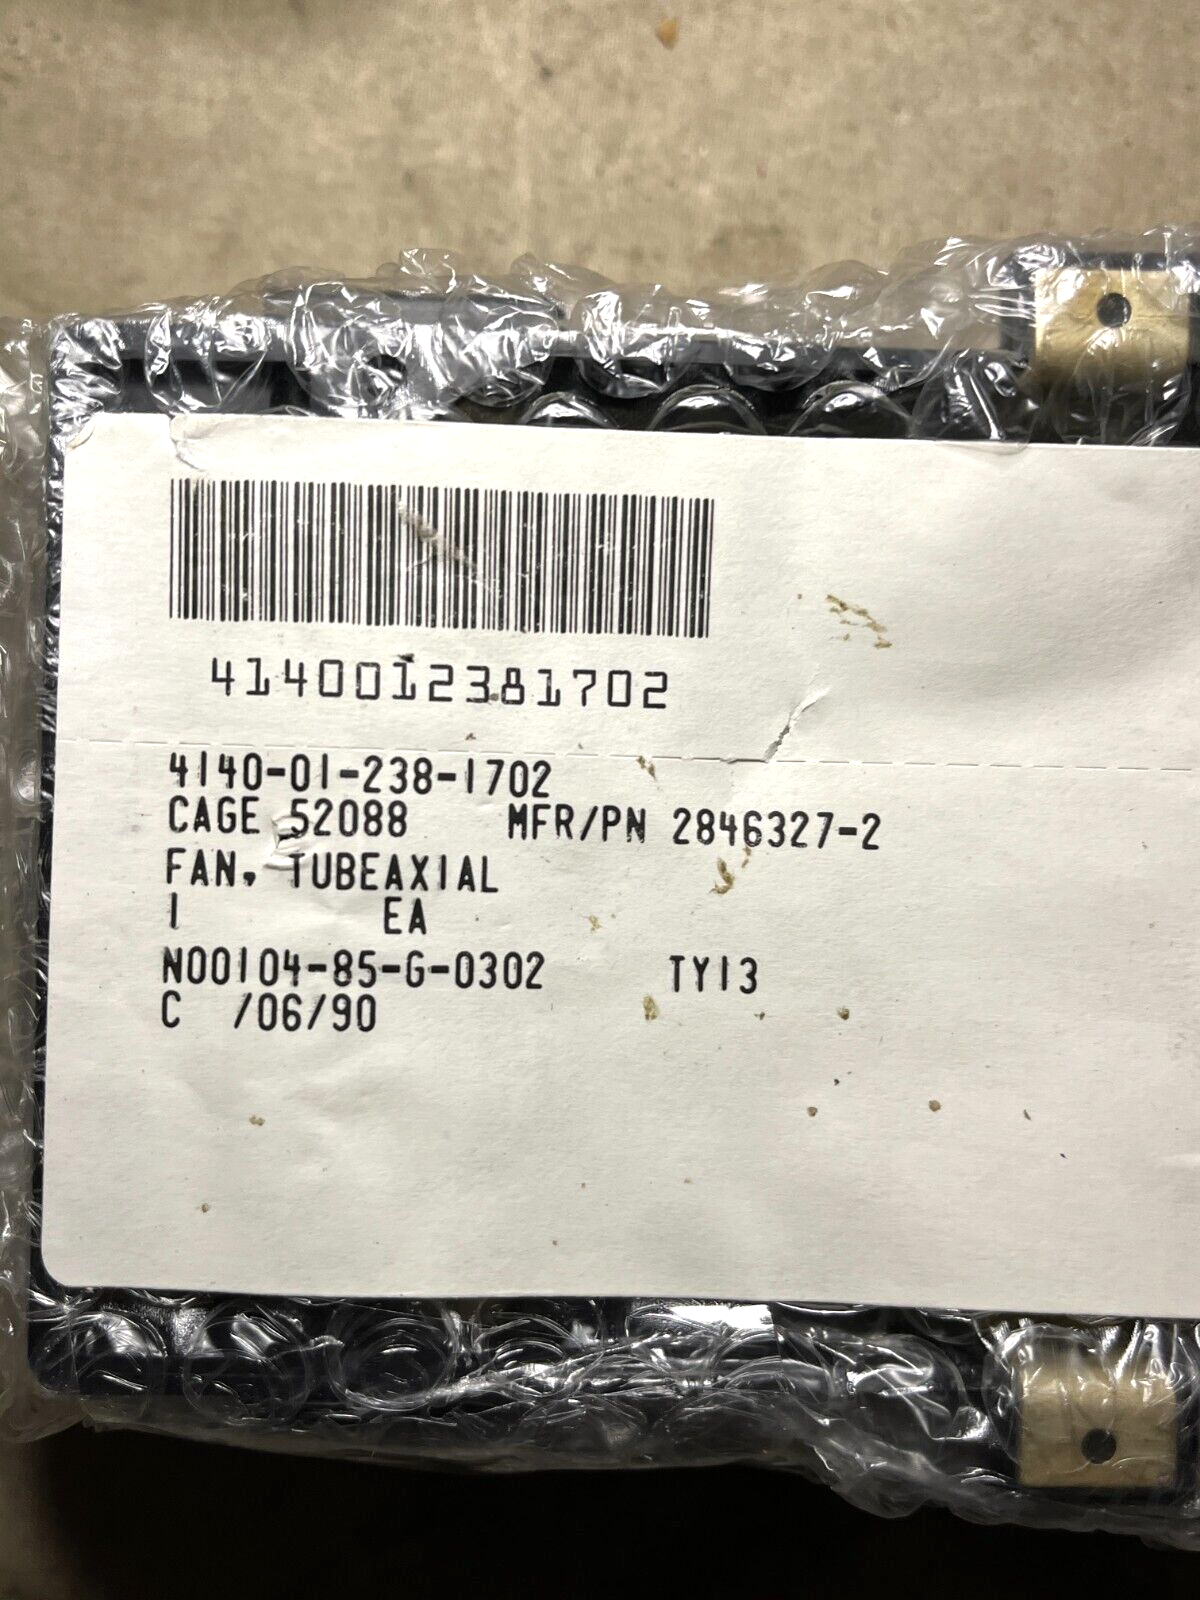 4140012381702
4140-01-238-1702
CAGE 52088 MFR/PN 2846327-2
FAN, TUBEAXIAL
1 EA
N00104-85-G-0302 TY13
C /06/90